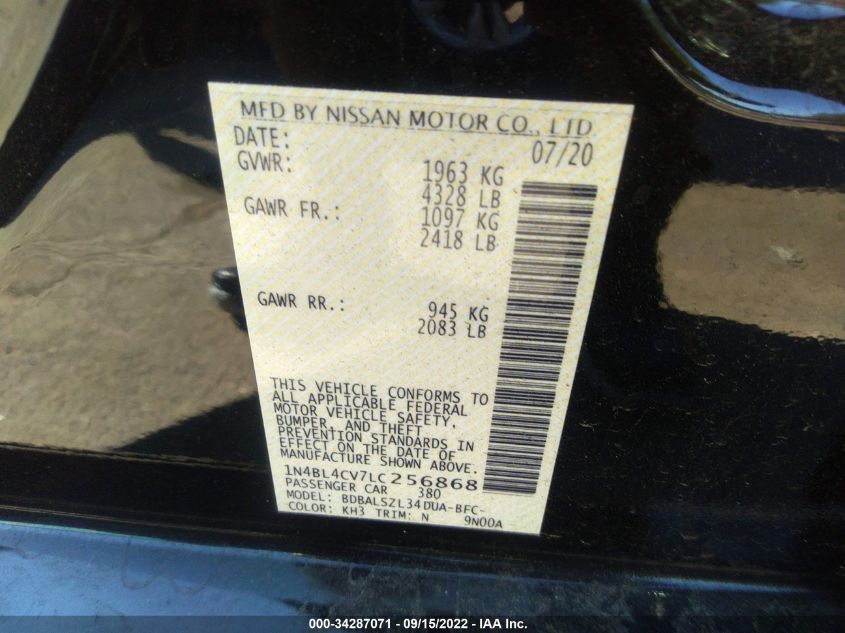 MFD BY NISSAN MOTOR CO., LTD.
DATE: 07/20
GVWR: 1963 KG
4328 LB
GAWR FR.: 1097 KG
2418 LB
GAWR RR.: 945 KG
2083 LB
THIS VEHICLE CONFORMS TO
ALL APPLICABLE FEDERAL
MOTOR VEHICLE SAFETY,
BUMPER, AND THEFT
PREVENTION STANDARDS IN
EFFECT ON THE DATE OF
MANUFACTURE SHOWN ABOVE.
1N4BL4CV7LC256868
PASSENGER CAR 380
MODEL: BDBALSZL34DUA-BFC-
COLOR: KH3 TRIM: N 9N00A
000-34287071 - 09/15/2022 - IAA Inc.